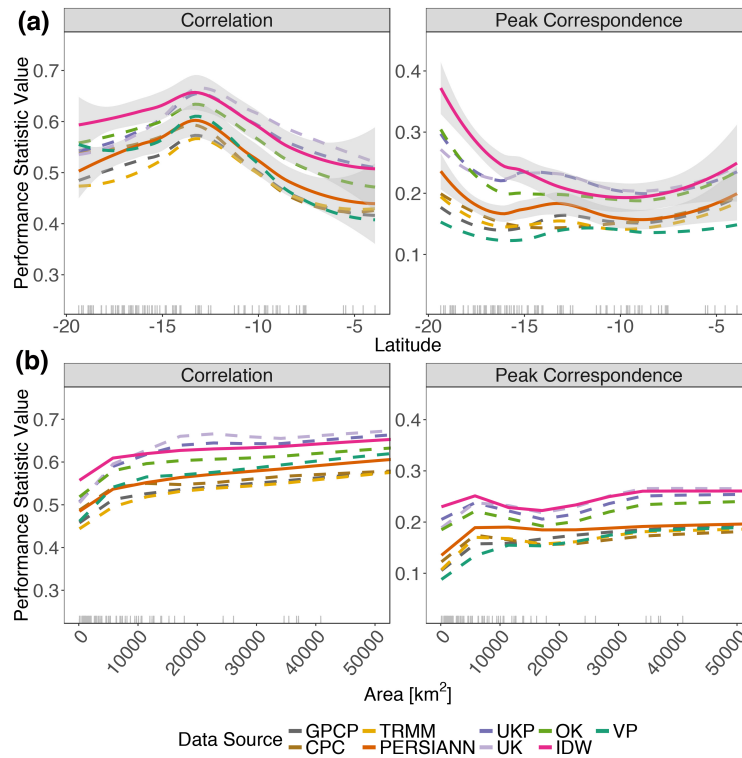 (a)
Correlation
Peak Correspondence
Performance Statistic Value
0.7
0.6
0.5
0.4
0.3
0.4
0.3
0.2
0.1
-20 -15 -10 -5
-20 -15 -10 -5
Latitude
(b)
Correlation
Peak Correspondence
Performance Statistic Value
0.7
0.6
0.5
0.4
0.3
0.4
0.3
0.2
0.1
0 10000 20000 30000 40000 50000
0 10000 20000 30000 40000 50000
Area [km²]
Data Source GPCP TRMM UKP OK VP
CPC PERSIANN UK IDW